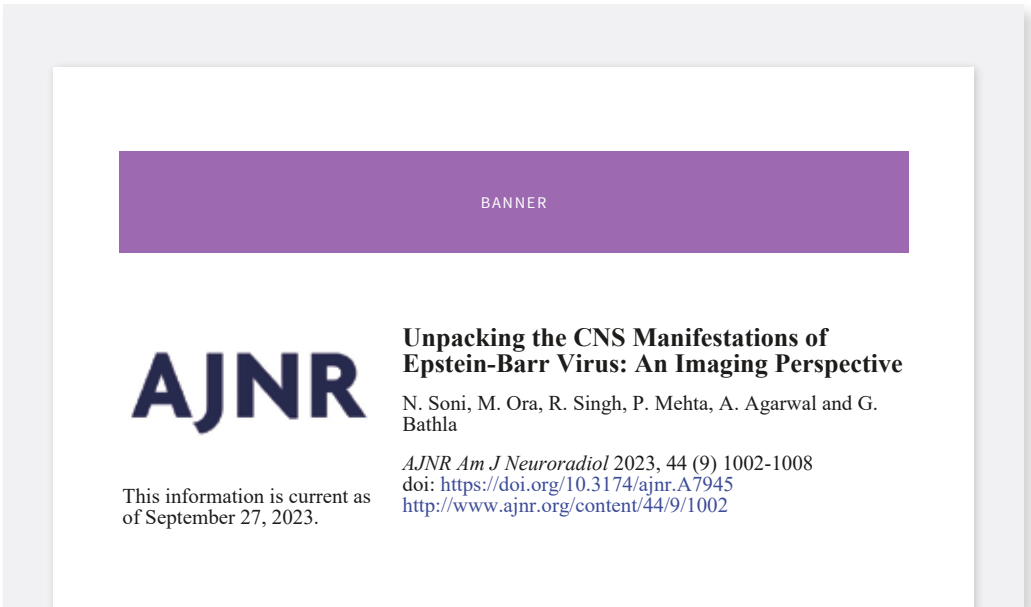 BANNER
AJNR
This information is current as
of September 27, 2023.
Unpacking the CNS Manifestations of
Epstein-Barr Virus: An Imaging Perspective
N. Soni, M. Ora, R. Singh, P. Mehta, A. Agarwal and G.
Bathla
AJNR Am J Neuroradiol 2023, 44 (9) 1002-1008
doi: https://doi.org/10.3174/ajnr.A7945
http://www.ajnr.org/content/44/9/1002